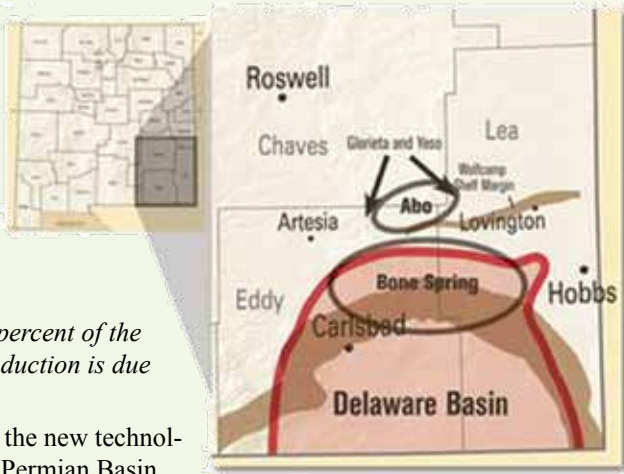 Roswell
Chaves
Glorieta and Yeso
Lea
Wolfcamp
Shelf Margin
Abo
Artesia
Lovington
Bone Spring
Eddy
Hobbs
Carlsbad
Delaware Basin
percent of the
duction is due
the new technol-
Permian Basin